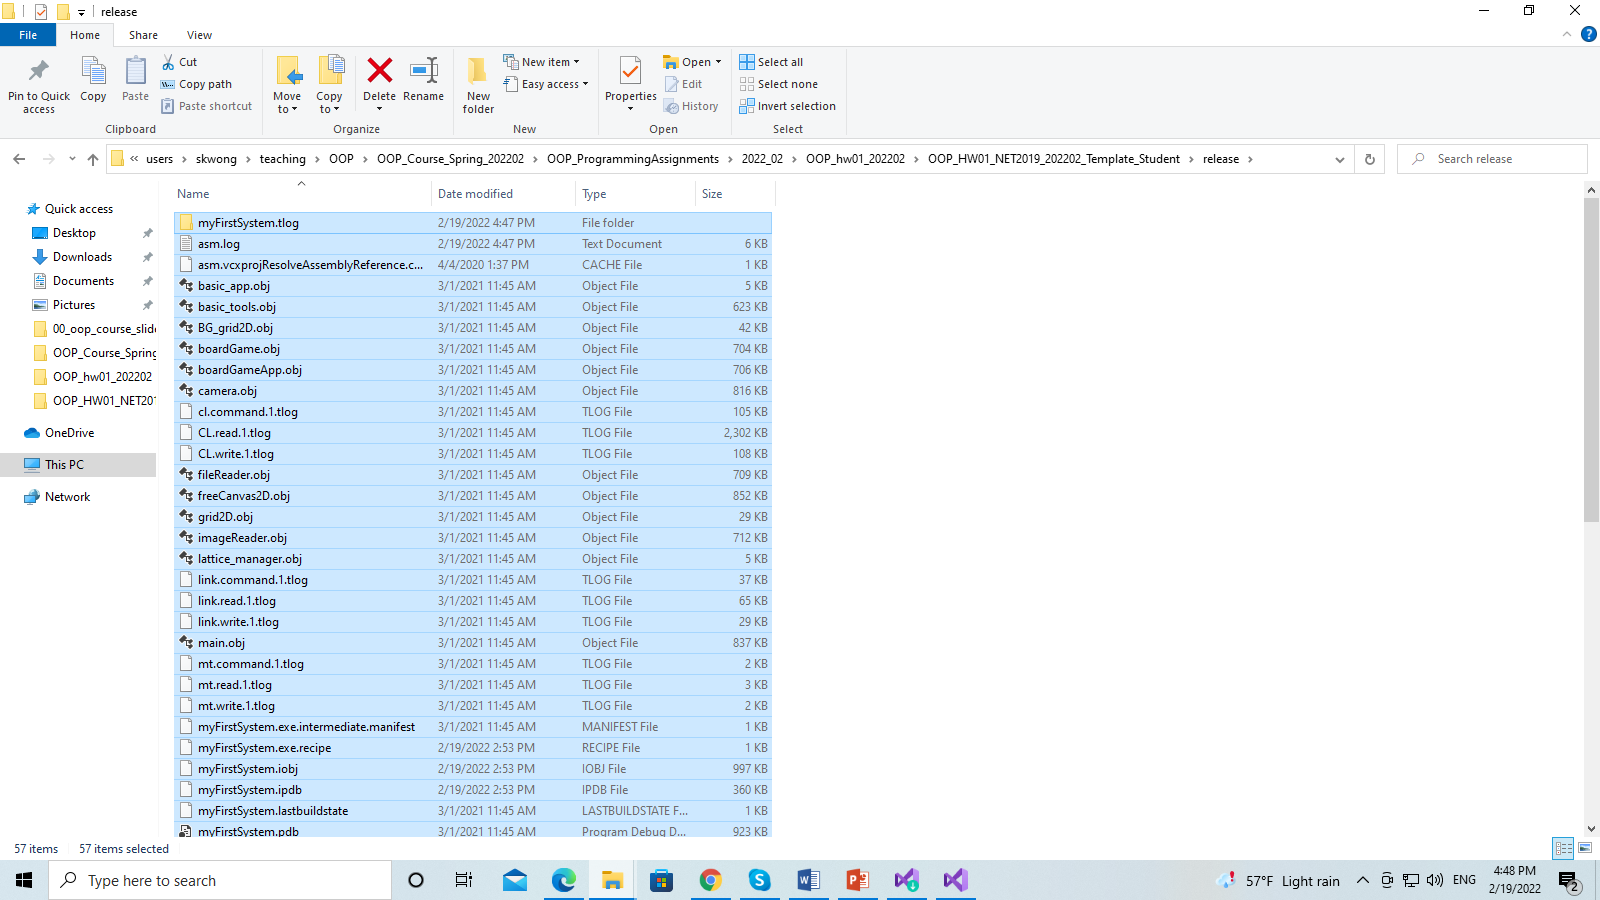 release
File Home Share View
Pin to Quick access
Copy
Paste
Cut
Copy path
Paste shortcut
Clipboard
Move to
Copy to
Delete
Rename
Organize
New folder
New item
Easy access
New
Properties
Open
Edit
History
Open
Select all
Select none
Invert selection
Select
« users › skwong › teaching › OOP › OOP_Course_Spring_202202 › OOP_ProgrammingAssignments › 2022_02 › OOP_hw01_202202 › OOP_HW01_NET2019_202202_Template_Student › release ›
Search release
Quick access
Desktop
Downloads
Documents
Pictures
00_oop_course_slide
OOP_Course_Spring
OOP_hw01_202202
OOP_HW01_NET201
OneDrive
This PC
Network
Name Date modified Type Size
myFirstSystem.tlog 2/19/2022 4:47 PM File folder
asm.log 2/19/2022 4:47 PM Text Document 6 KB
asm.vcxprojResolveAssemblyReference.c... 4/4/2020 1:37 PM CACHE File 1 KB
basic_app.obj 3/1/2021 11:45 AM Object File 5 KB
basic_tools.obj 3/1/2021 11:45 AM Object File 623 KB
BG_grid2D.obj 3/1/2021 11:45 AM Object File 42 KB
boardGame.obj 3/1/2021 11:45 AM Object File 704 KB
boardGameApp.obj 3/1/2021 11:45 AM Object File 706 KB
camera.obj 3/1/2021 11:45 AM Object File 816 KB
cl.command.1.tlog 3/1/2021 11:45 AM TLOG File 105 KB
CL.read.1.tlog 3/1/2021 11:45 AM TLOG File 2,302 KB
CL.write.1.tlog 3/1/2021 11:45 AM TLOG File 108 KB
fileReader.obj 3/1/2021 11:45 AM Object File 709 KB
freeCanvas2D.obj 3/1/2021 11:45 AM Object File 852 KB
grid2D.obj 3/1/2021 11:45 AM Object File 29 KB
imageReader.obj 3/1/2021 11:45 AM Object File 712 KB
lattice_manager.obj 3/1/2021 11:45 AM Object File 5 KB
link.command.1.tlog 3/1/2021 11:45 AM TLOG File 37 KB
link.read.1.tlog 3/1/2021 11:45 AM TLOG File 65 KB
link.write.1.tlog 3/1/2021 11:45 AM TLOG File 29 KB
main.obj 3/1/2021 11:45 AM Object File 837 KB
mt.command.1.tlog 3/1/2021 11:45 AM TLOG File 2 KB
mt.read.1.tlog 3/1/2021 11:45 AM TLOG File 3 KB
mt.write.1.tlog 3/1/2021 11:45 AM TLOG File 2 KB
myFirstSystem.exe.intermediate.manifest 3/1/2021 11:45 AM MANIFEST File 1 KB
myFirstSystem.exe.recipe 2/19/2022 2:53 PM RECIPE File 1 KB
myFirstSystem.iobj 2/19/2022 2:53 PM IOBJ File 997 KB
myFirstSystem.ipdb 2/19/2022 2:53 PM IPDB File 360 KB
myFirstSystem.lastbuildstate 3/1/2021 11:45 AM LASTBUILDSTATE F... 1 KB
myFirstSystem.pdb 3/1/2021 11:45 AM Program Debug D... 923 KB
57 items 57 items selected
Type here to search
57°F Light rain
ENG
4:48 PM
2/19/2022
2